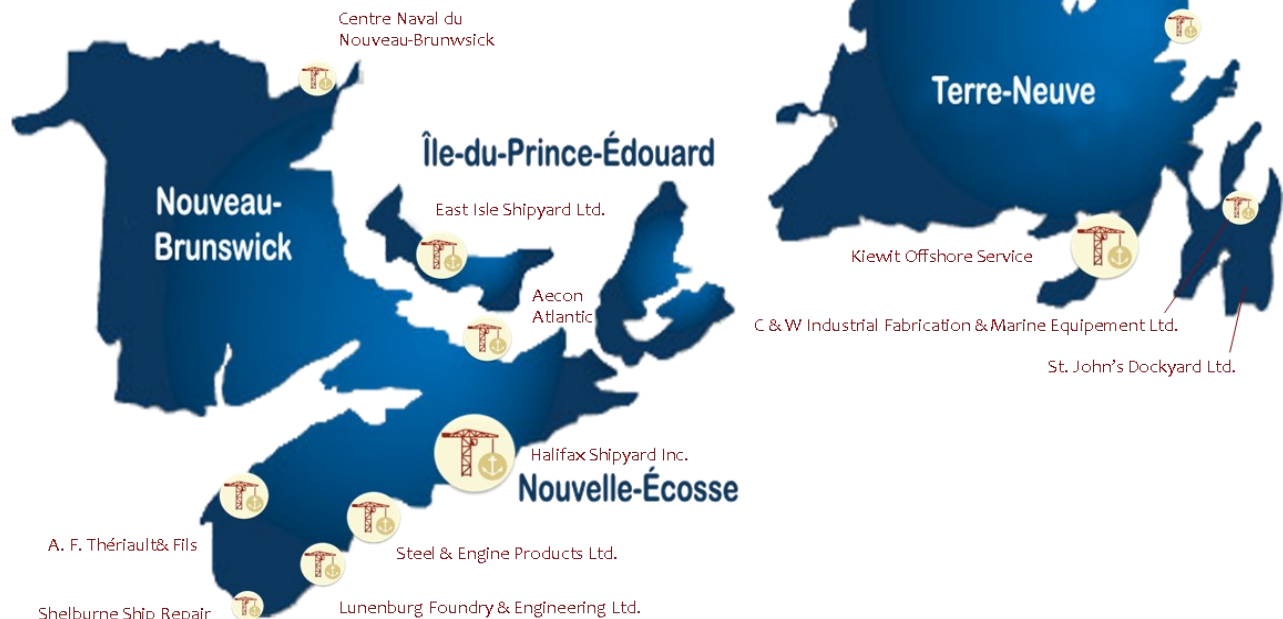 Centre Naval du
Nouveau-Brunwsick
Terre-Neuve
Île-du-Prince-Édouard
East Isle Shipyard Ltd.
Nouveau-
Brunswick
Kiewit Offshore Service
Aecon
Atlantic
C & W Industrial Fabrication & Marine Equipement Ltd.
St. John's Dockyard Ltd.
Halifax Shipyard Inc.
Nouvelle-Écosse
A. F. Thériault& Fils
Steel & Engine Products Ltd.
Lunenburg Foundry & Engineering Ltd.
Shelburne Ship Repair